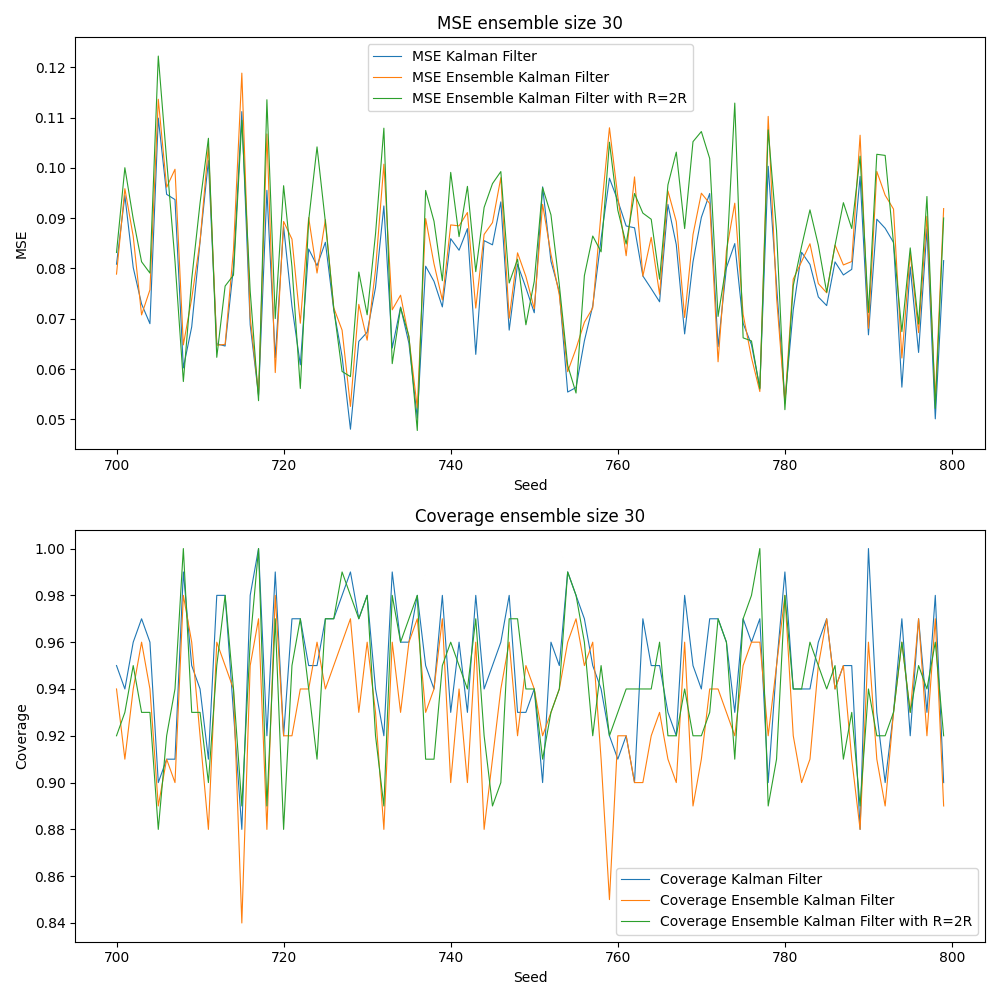 MSE ensemble size 30
MSE Kalman Filter
MSE Ensemble Kalman Filter
MSE Ensemble Kalman Filter with R=2R
0.12
0.11
0.10
0.09
0.08
0.07
0.06
0.05
MSE
700 720 740 760 780 800
Seed
Coverage ensemble size 30
1.00
0.98
0.96
0.94
0.92
0.90
0.88
0.86
0.84
Coverage
Coverage Kalman Filter
Coverage Ensemble Kalman Filter
Coverage Ensemble Kalman Filter with R=2R
700 720 740 760 780 800
Seed